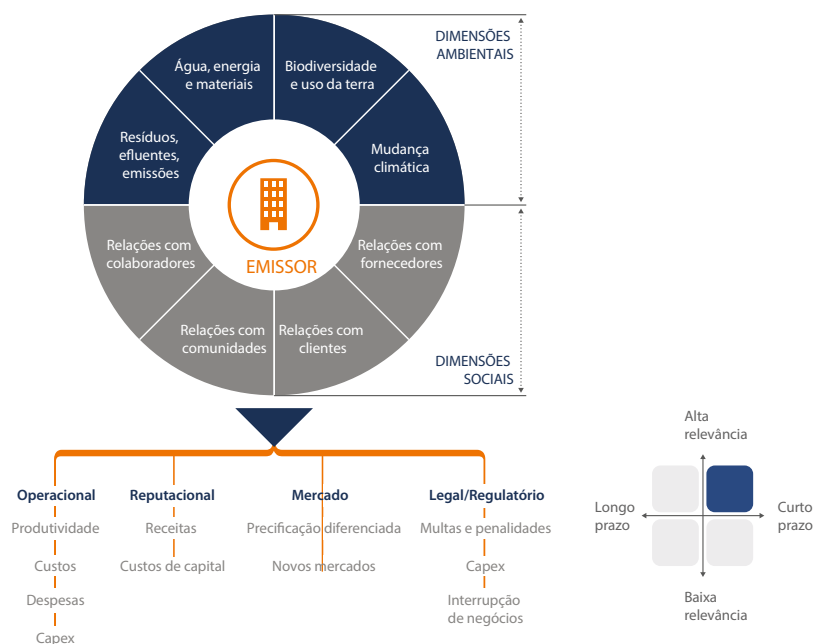 DIMENSÕES
AMBIENTAIS
Água, energia
e materiais
Biodiversidade
e uso da terra
Resíduos,
efluentes,
emissões
Mudança
climática
EMISSOR
Relações com
colaboradores
Relações com
fornecedores
Relações com
comunidades
Relações com
clientes
DIMENSÕES
SOCIAIS
Operacional
Produtividade
Custos
Despesas
Capex
Reputacional
Receitas
Custos de capital
Mercado
Precificação diferenciada
Novos mercados
Legal/Regulatório
Multas e penalidades
Capex
Interrupção
de negócios
Alta
relevância
Longo
prazo
Curto
prazo
Baixa
relevância